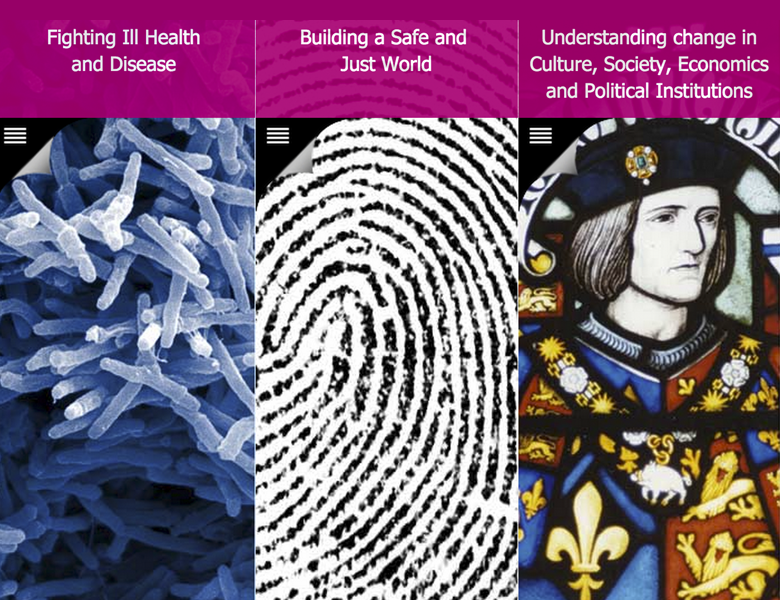 Fighting Ill Health
and Disease
Building a Safe and
Just World
Understanding change in
Culture, Society, Economics
and Political Institutions